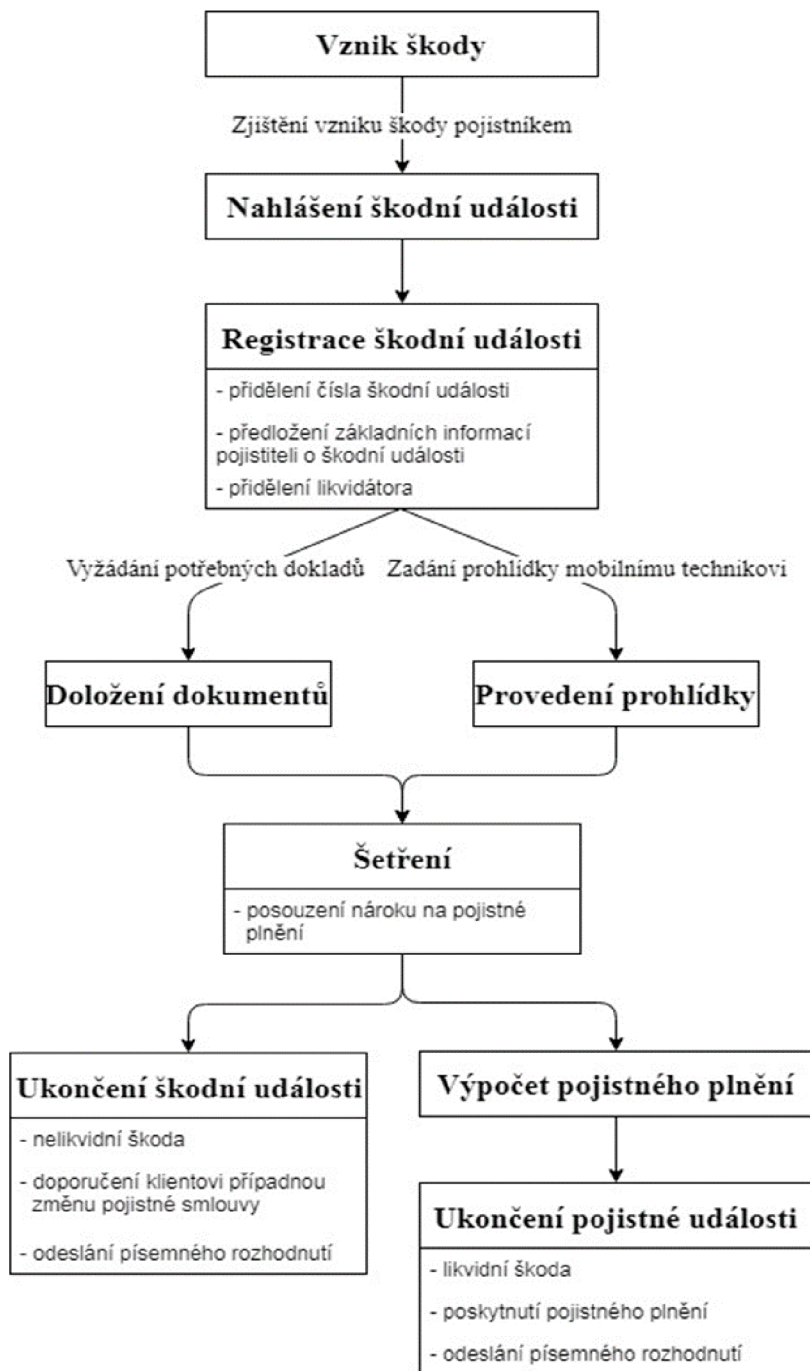 Vznik škody
Zjištění vzniku škody pojistníkem
Nahlášení škodní události
Registrace škodní události
- přidělení čísla škodní události
- předložení základních informací
pojistiteli o škodní události
- přidělení likvidátora
Vyžádání potřebných dokladů
Zadání prohlídky mobilnímu technikovi
Doložení dokumentů
Provedení prohlídky
Šetření
- posouzení nároku na pojistné
plnění
Ukončení škodní události
- nelikvidní škoda
- doporučení klientovi případnou
změnu pojistné smlouvy
- odeslání písemného rozhodnutí
Výpočet pojistného plnění
Ukončení pojistné události
- likvidní škoda
- poskytnutí pojistného plnění
- odeslání písemného rozhodnutí